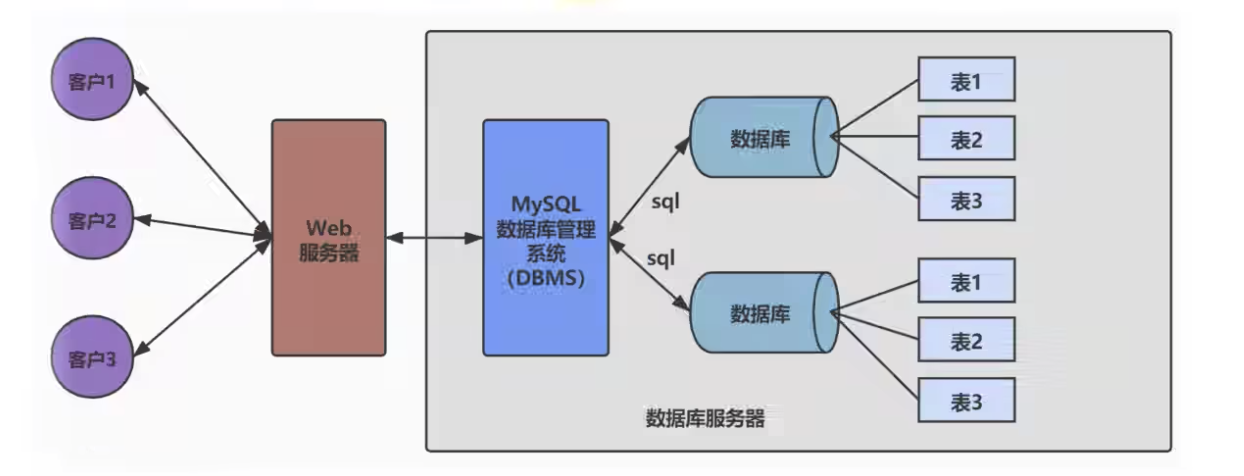 客户1
客户2
客户3
Web
服务器
MySQL
数据库管理
系统
（DBMS）
sql
sql
数据库
数据库
表1
表2
表3
表1
表2
表3
数据库服务器